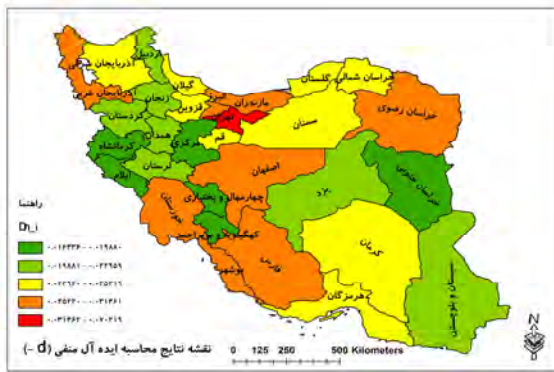 آذربایجان شرقی
اردبیل
آذربایجان غربی
گیلان
زنجان
کردستان
قزوین
مازندران
تهران
گلستان
خراسان شمالی
خراسان رضوی
سمنان
قم
همدان
مرکزی
کرمانشاه
لرستان
ایلام
اصفهان
خوزستان
چهارمحال و بختیاری
کهگیلویه و بویراحمد
یزد
خراسان جنوبی
فارس
بوشهر
کرمان
هرمزگان
سیستان و بلوچستان
راهنما
نقشه نتایج محاسبه ایده آل منفی (d -)
0 125 250 500 Kilometers
N